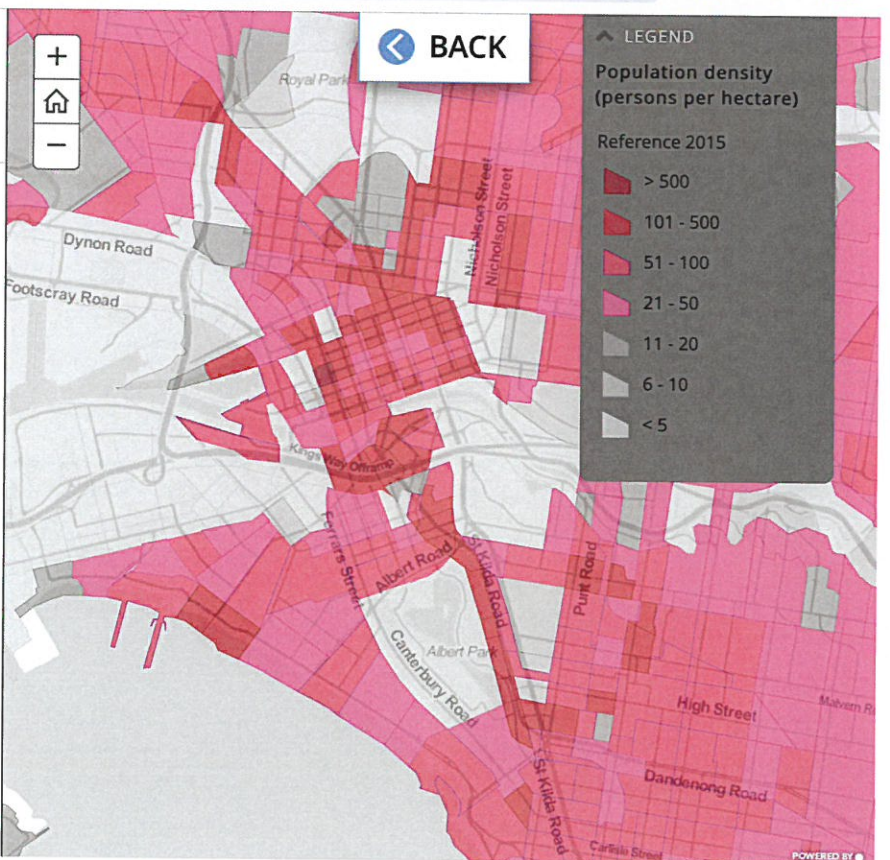 +
−
BACK
LEGEND
Population density
(persons per hectare)
Reference 2015
> 500
101 - 500
51 - 100
21 - 50
11 - 20
6 - 10
< 5
Royal Park
Nicholson Street
Nicholson Street
Dynon Road
Footscray Road
Kings Way Offramp
Ferrars Street
Albert Road
St Kilda Road
Punt Road
Canterbury Road
Albert Park
High Street
Malvern R
Dandenong Road
St Kilda Road
Carlisle Street
POWERED BY